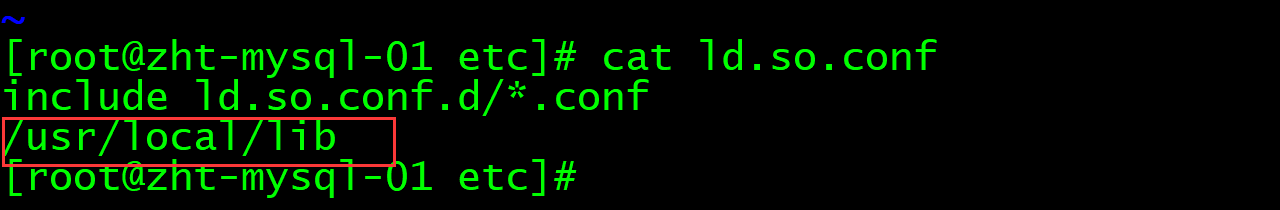 ~
[root@zht-mysql-01 etc]# cat ld.so.conf
include ld.so.conf.d/*.conf
/usr/local/lib
[root@zht-mysql-01 etc]#